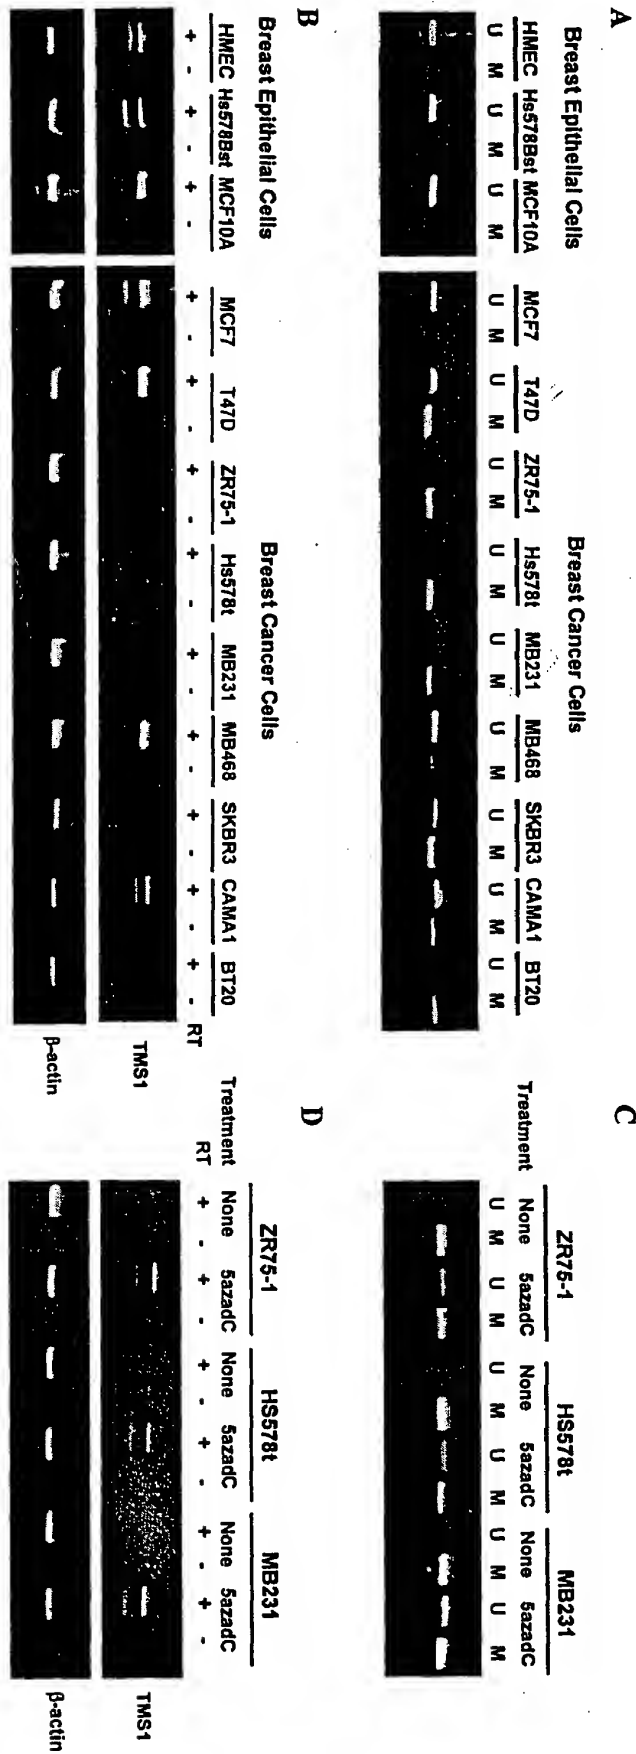 A
Breast Epithelial Cells
Breast Cancer Cells
HMEC Hs578Bst MCF10A
MCF7 T47D ZR75-1 Hs578t MB231 MB468 SKBR3 CAMA1 BT20
U M U M U M
U M U M U M U M U M U M U M U M U M
B
Breast Epithelial Cells
Breast Cancer Cells
HMEC Hs578Bst MCF10A
MCF7 T47D ZR75-1 Hs578t MB231 MB468 SKBR3 CAMA1 BT20
+ - + - + -
+ - + - + - + - + - + - + - + - + - RT
TMS1
β-actin
C
ZR75-1 HS578t MB231
Treatment None 5azadC None 5azadC None 5azadC
U M U M U M U M U M U M
D
ZR75-1 HS578t MB231
Treatment None 5azadC None 5azadC None 5azadC
RT + - + - + - + - + - + -
TMS1
β-actin